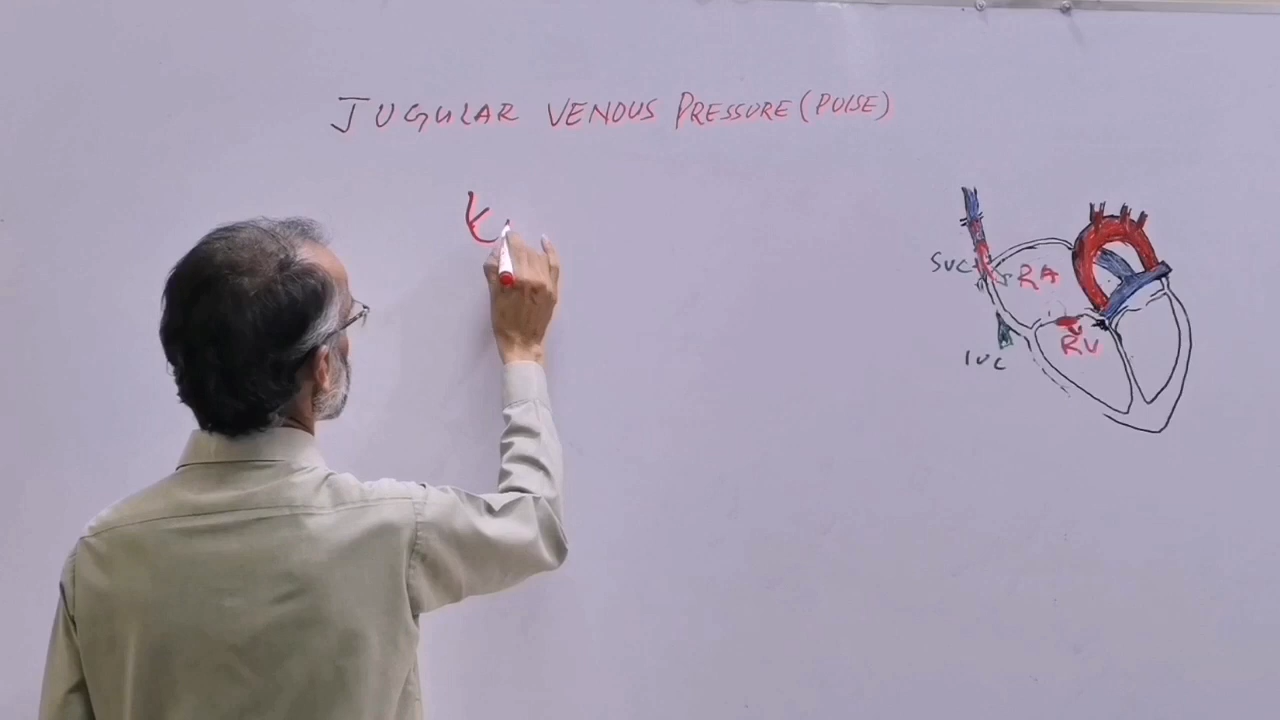 JUGULAR VENOUS PRESSURE (PULSE)
SVC
RA
RV
IVC